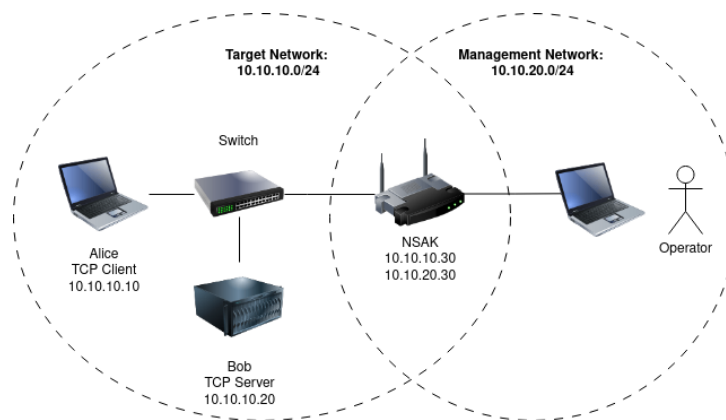 Target Network:
10.10.10.0/24
Management Network:
10.10.20.0/24
Switch
Alice
TCP Client
10.10.10.10
NSAK
10.10.10.30
10.10.20.30
Operator
Bob
TCP Server
10.10.10.20